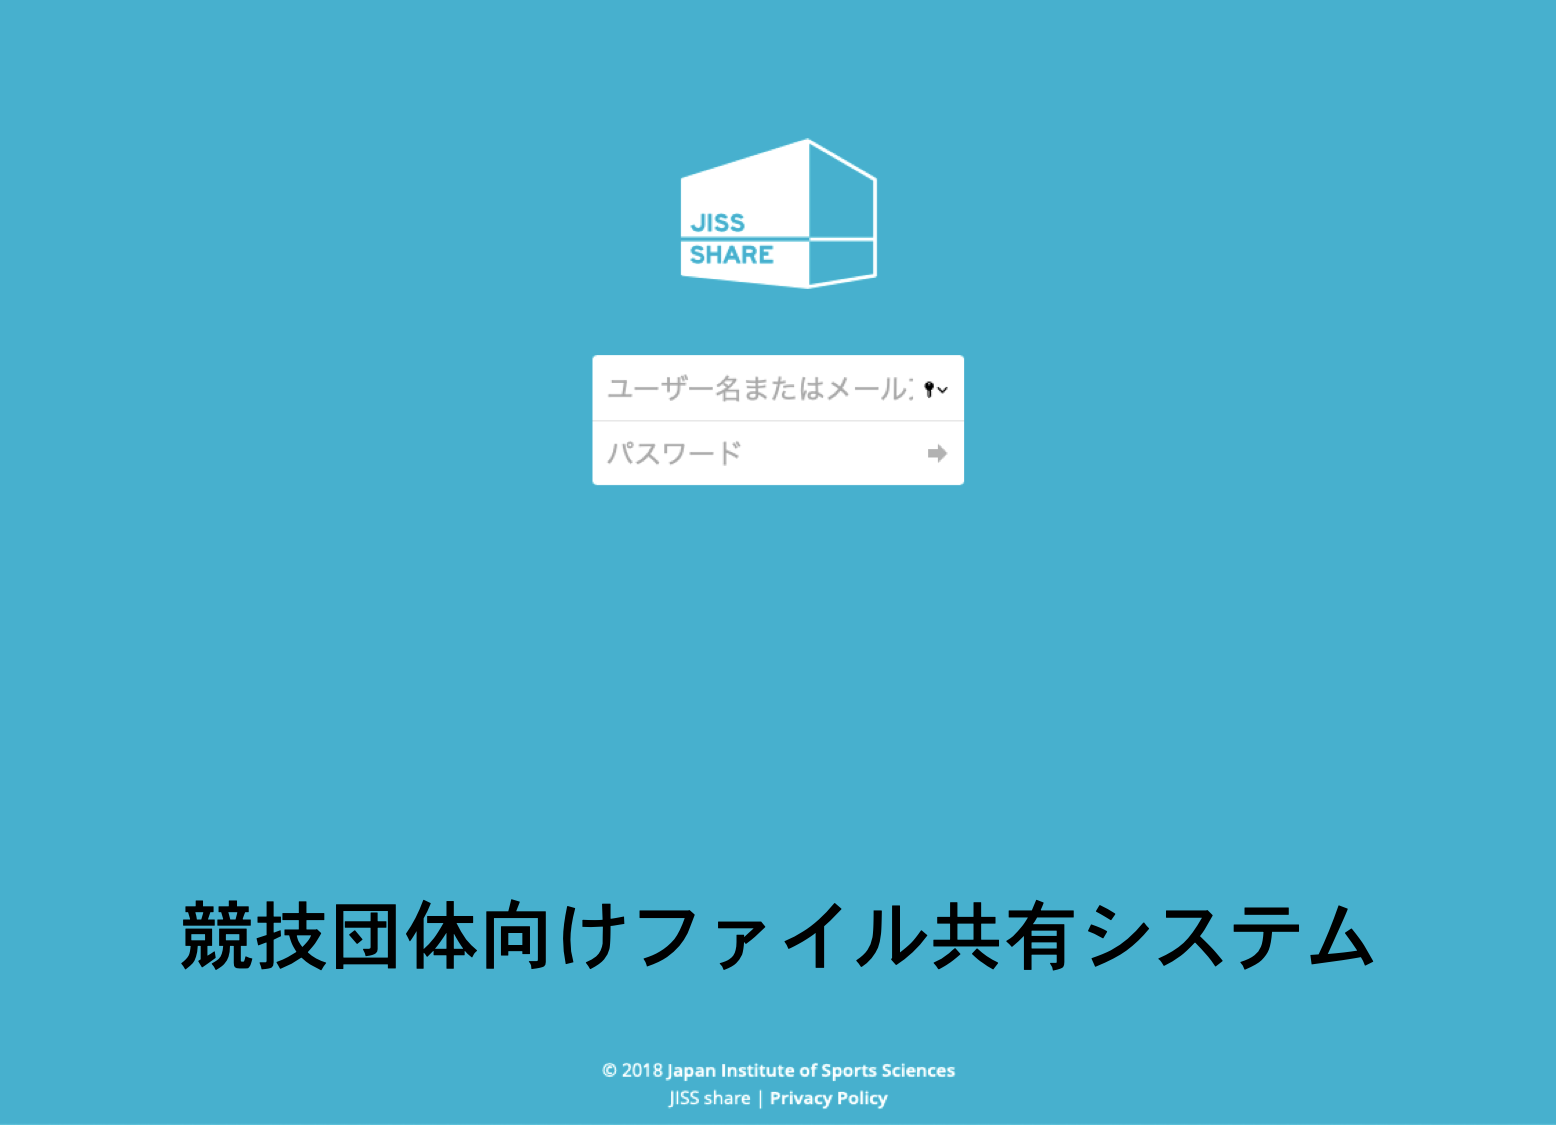 JISS
SHARE
ユーザー名またはメール
パスワード
競技団体向けファイル共有システム
© 2018 Japan Institute of Sports Sciences
JISS share | Privacy Policy